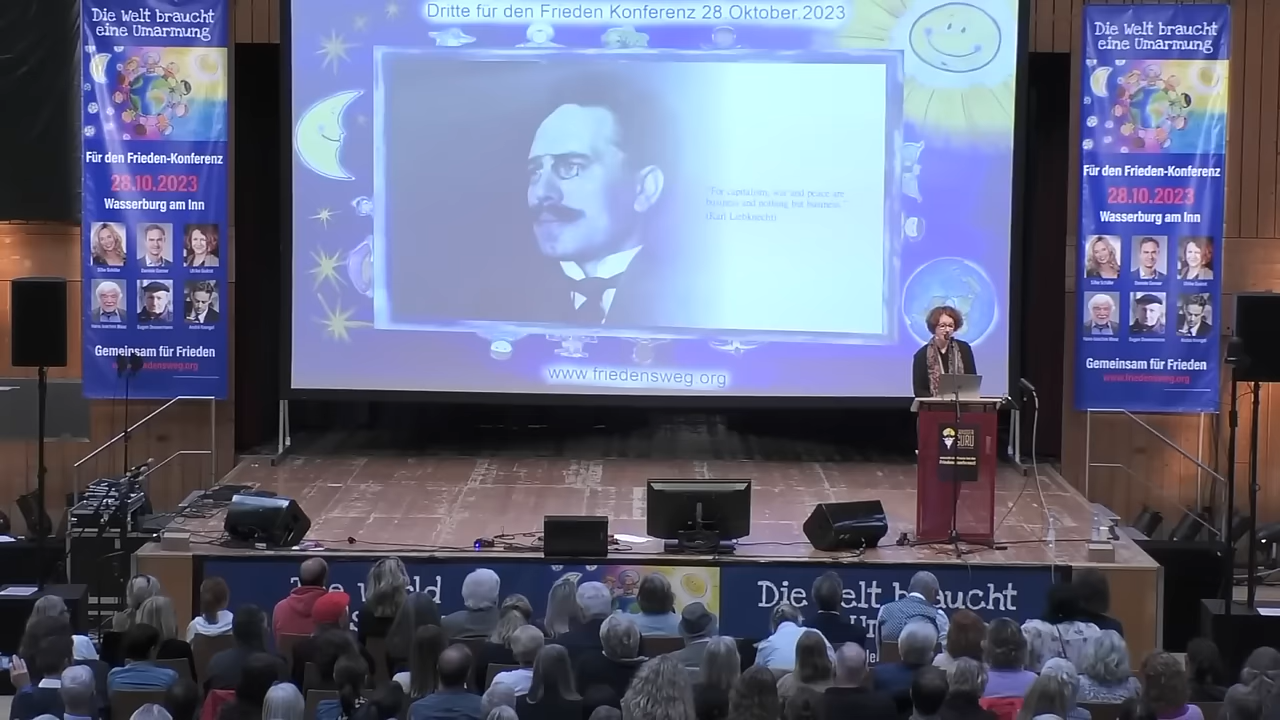 Dritte für den Frieden Konferenz 28 Oktober.2023
"For capitalism, war and peace are
business and nothing but business."
(Karl Liebknecht)
www.friedensweg.org
Die Welt braucht
eine Umarmung
Für den Frieden-Konferenz
28.10.2023
Wasserburg am Inn
Gemeinsam für Frieden
Die Welt braucht
eine Umarmung
Für den Frieden-Konferenz
28.10.2023
Wasserburg am Inn
Gemeinsam für Frieden
www.friedensweg.org
GURU
Die Welt braucht